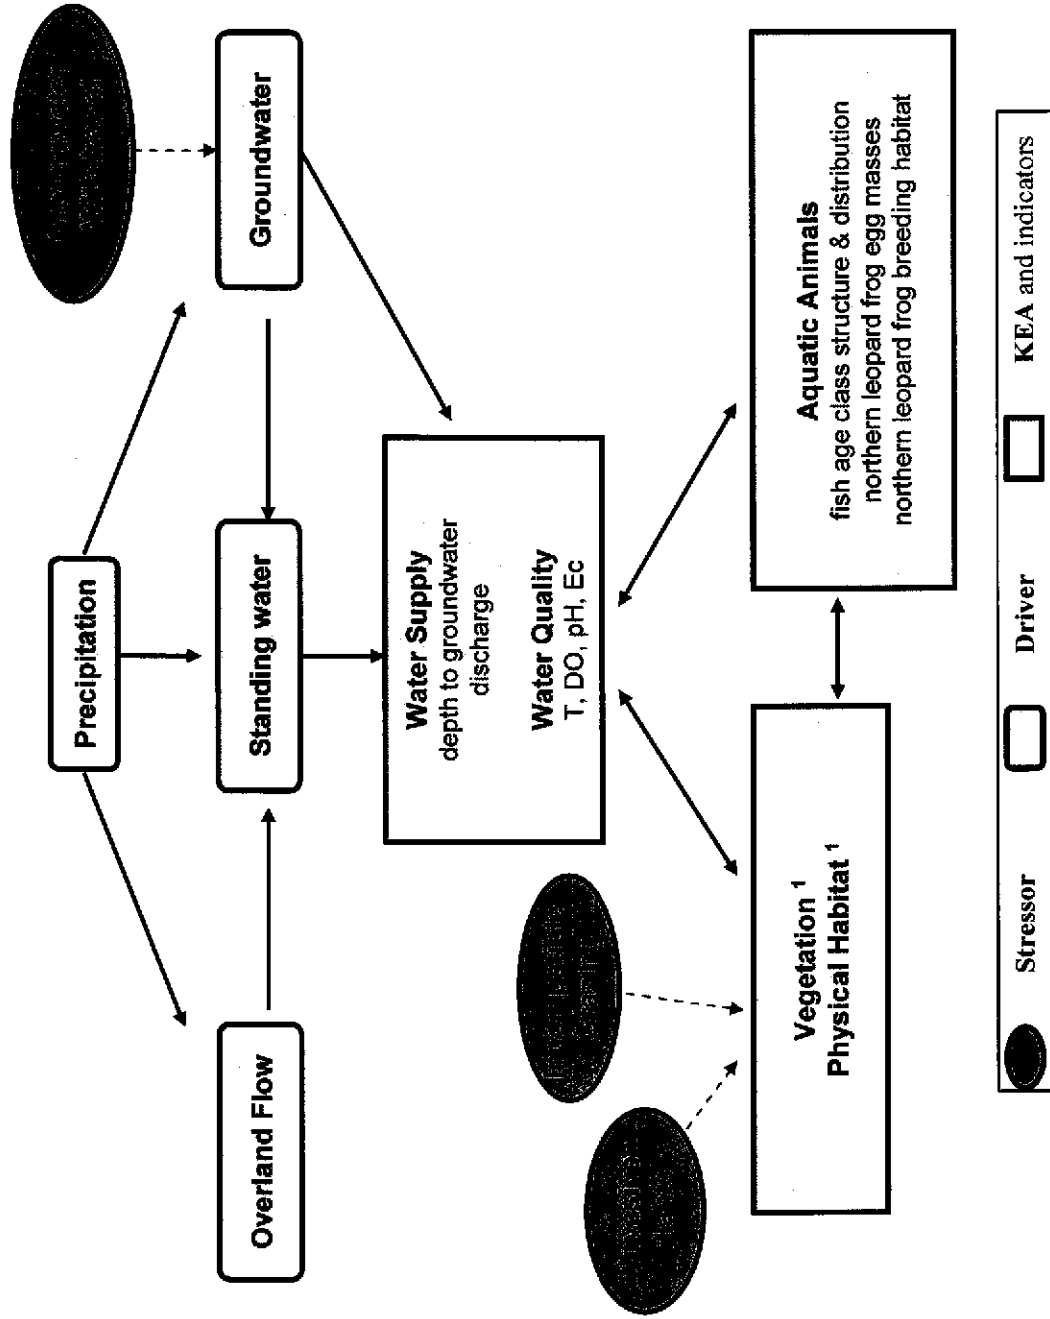 Precipitation
Overland Flow
Standing water
Groundwater
Water Supply
depth to groundwater
discharge
Water Quality
T, DO, pH, Ec
Vegetation ¹
Physical Habitat ¹
Aquatic Animals
fish age class structure & distribution
northern leopard frog egg masses
northern leopard frog breeding habitat
Stressor
Driver
KEA and indicators